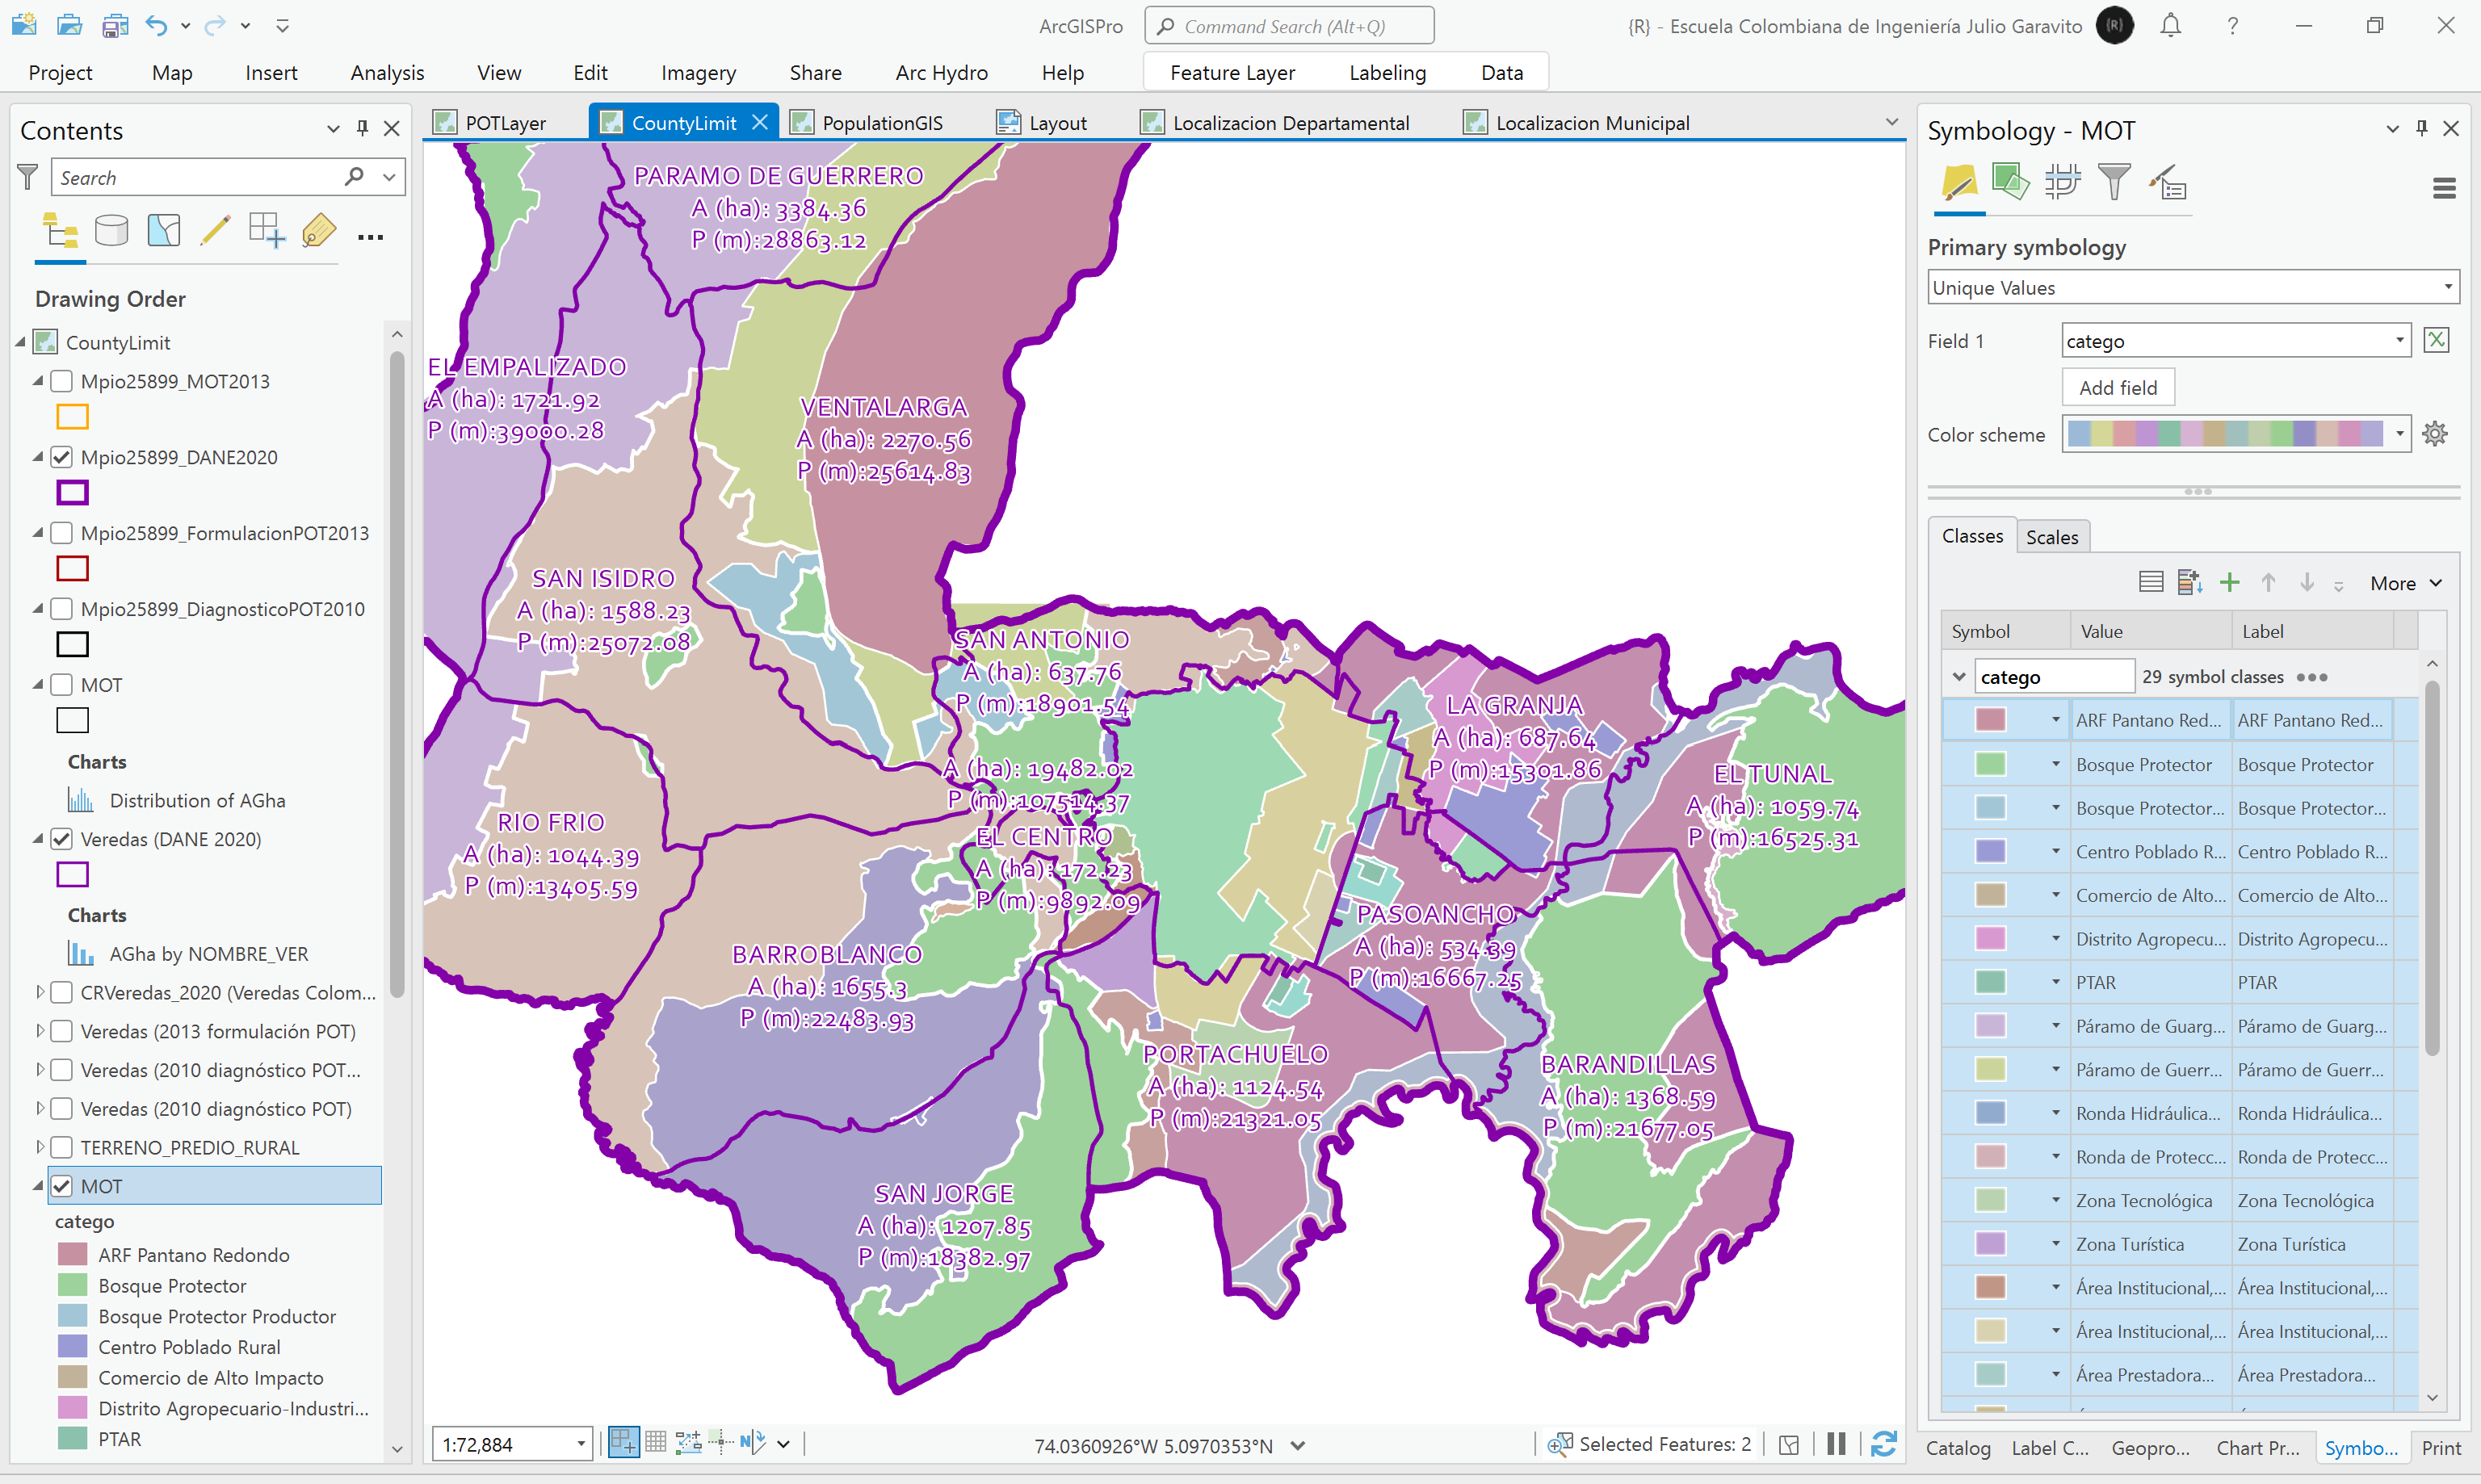 ArcGISPro
Command Search (Alt+Q)
{R} - Escuela Colombiana de Ingeniería Julio Garavito
{R}
?
Project
Map
Insert
Analysis
View
Edit
Imagery
Share
Arc Hydro
Help
Feature Layer
Labeling
Data
Contents
Search
Drawing Order
CountyLimit
Mpio25899_MOT2013
Mpio25899_DANE2020
Mpio25899_FormulacionPOT2013
Mpio25899_DiagnosticoPOT2010
MOT
Charts
Distribution of AGha
Veredas (DANE 2020)
Charts
AGha by NOMBRE_VER
CRVeredas_2020 (Veredas Colom...
Veredas (2013 formulación POT)
Veredas (2010 diagnóstico POT...
Veredas (2010 diagnóstico POT)
TERRENO_PREDIO_RURAL
MOT
catego
ARF Pantano Redondo
Bosque Protector
Bosque Protector Productor
Centro Poblado Rural
Comercio de Alto Impacto
Distrito Agropecuario-Industri...
PTAR
POTLayer
CountyLimit
PopulationGIS
Layout
Localizacion Departamental
Localizacion Municipal
PARAMO DE GUERRERO
A (ha): 3384.36
P (m):28863.12
EL EMPALIZADO
A (ha): 1721.92
P (m):39000.28
VENTALARGA
A (ha): 2270.56
P (m):25614.83
SAN ISIDRO
A (ha): 1588.23
P (m):25072.08
SAN ANTONIO
A (ha): 637.76
P (m):18901.54
LA GRANJA
A (ha): 687.64
P (m):15301.86
A (ha): 19482.02
P (m):107514.37
EL TUNAL
A (ha): 1059.74
P (m):16525.31
RIO FRIO
A (ha): 1044.39
P (m):13405.59
EL CENTRO
A (ha): 172.23
P (m):9892.09
PASOANCHO
A (ha): 534.39
P (m):16667.25
BARROBLANCO
A (ha): 1655.3
P (m):22483.93
PORTACHUELO
A (ha): 1124.54
P (m):21321.05
BARANDILLAS
A (ha): 1368.59
P (m):21677.05
SAN JORGE
A (ha): 1207.85
P (m):18382.97
1:72,884
74.0360926°W 5.0970353°N
Selected Features: 2
Symbology - MOT
Primary symbology
Unique Values
Field 1
catego
Add field
Color scheme
Classes
Scales
More
Symbol Value Label
catego
29 symbol classes
ARF Pantano Red... ARF Pantano Red...
Bosque Protector Bosque Protector
Bosque Protector... Bosque Protector...
Centro Poblado R... Centro Poblado R...
Comercio de Alto... Comercio de Alto...
Distrito Agropecu... Distrito Agropecu...
PTAR PTAR
Páramo de Guarg... Páramo de Guarg...
Páramo de Guerr... Páramo de Guerr...
Ronda Hidráulica... Ronda Hidráulica...
Ronda de Protecc... Ronda de Protecc...
Zona Tecnológica Zona Tecnológica
Zona Turística Zona Turística
Área Institucional,... Área Institucional,...
Área Institucional,... Área Institucional,...
Área Prestadora... Área Prestadora...
Catalog
Label C...
Geopro...
Chart Pr...
Symbo...
Print